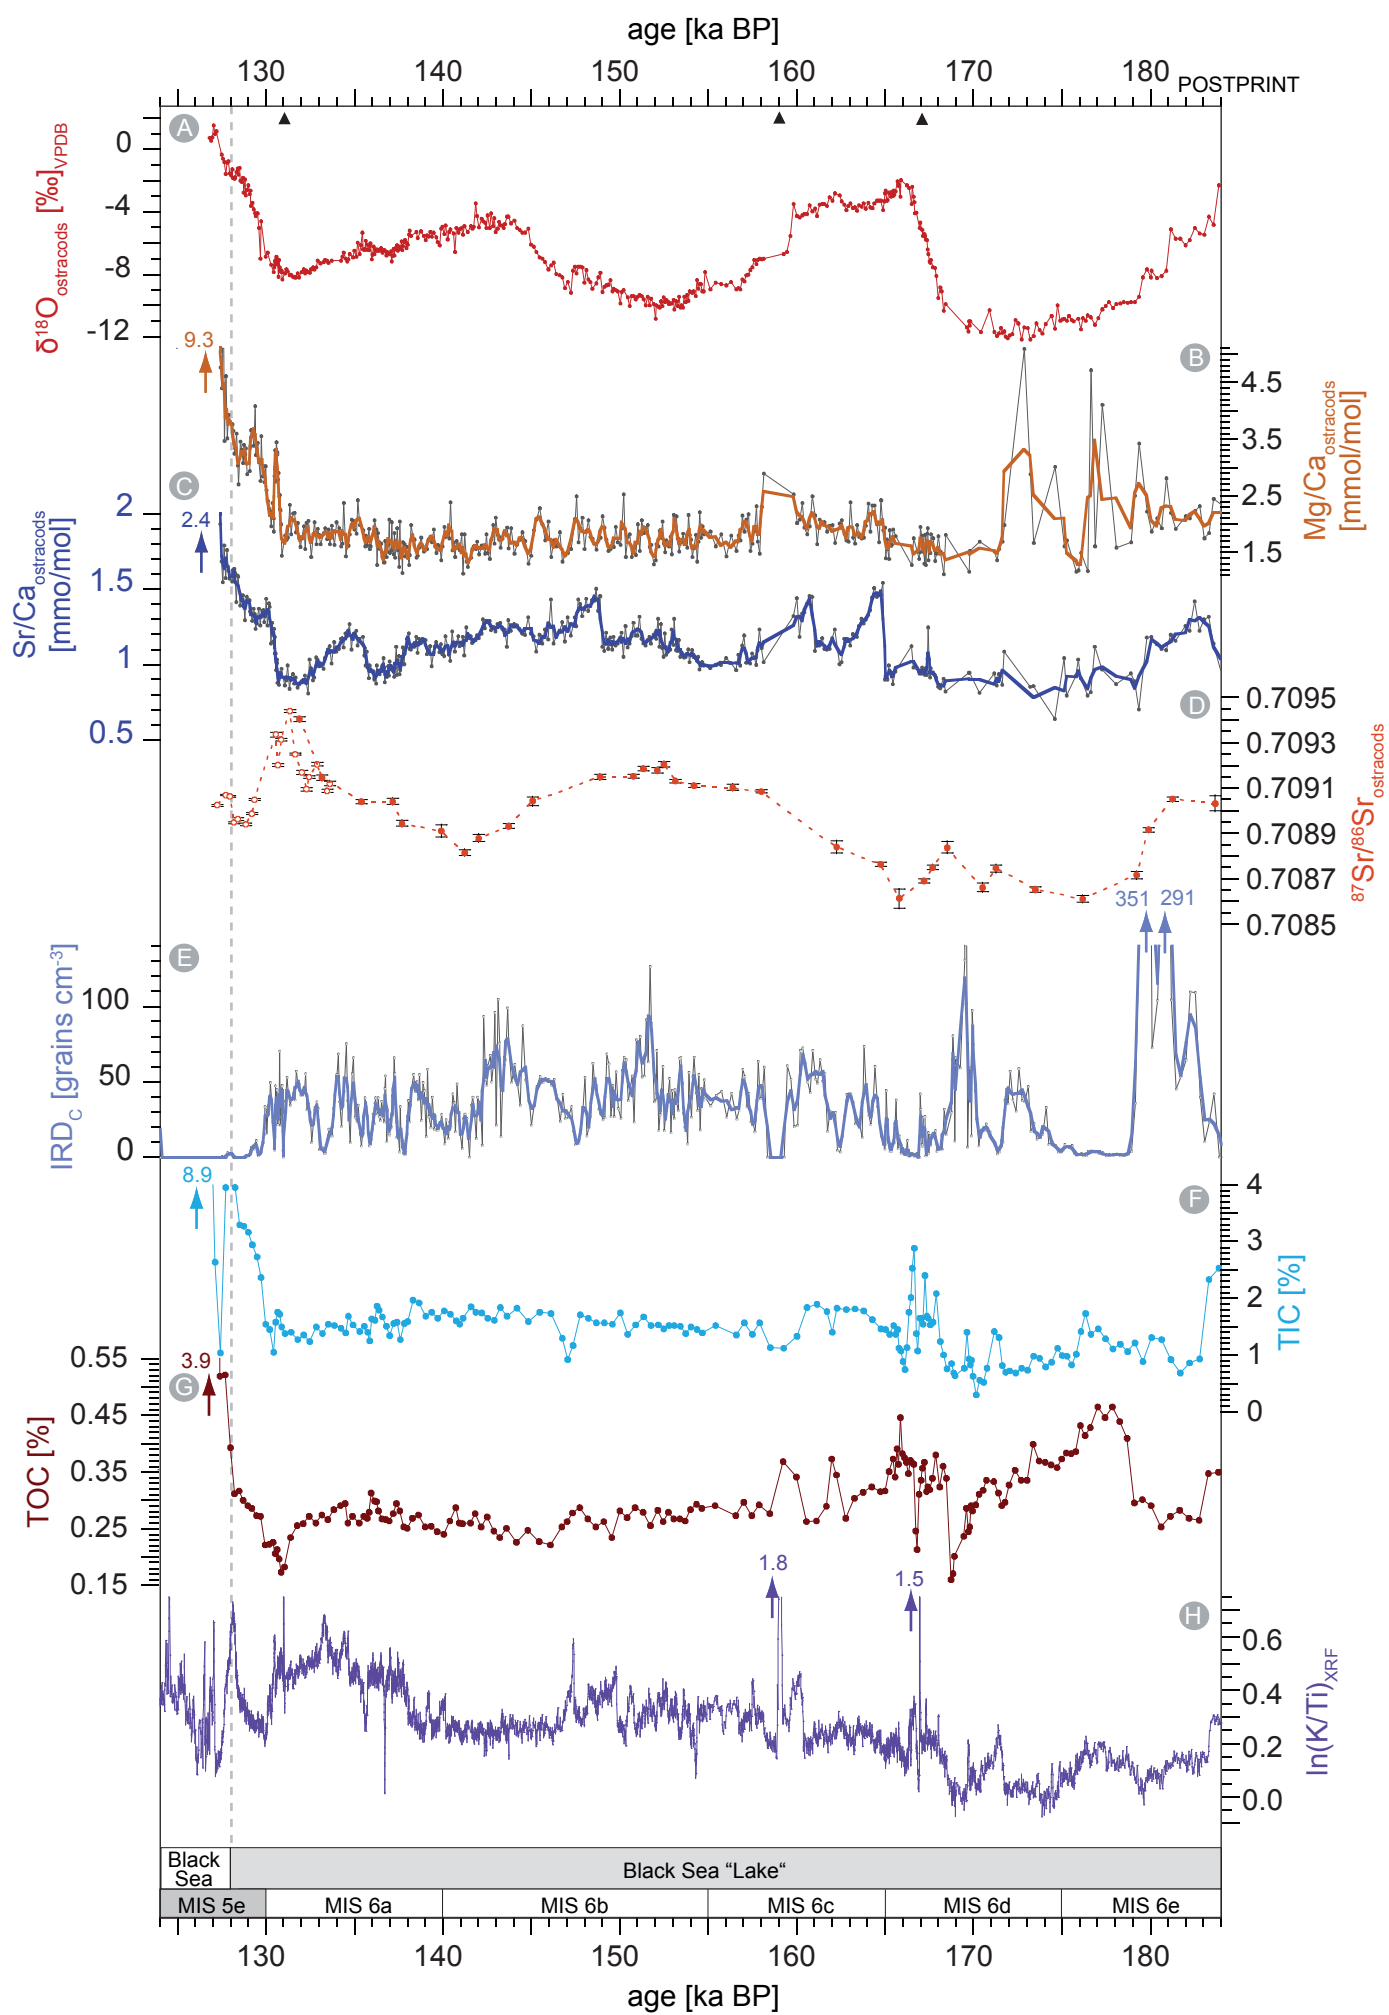 age [ka BP]
130 140 150 160 170 180 POSTPRINT
A
0
-4
-8
-12
δ18Oostracods [‰]VPDB
9.3
B
4.5
3.5
2.5
1.5
Mg/Caostracods
[mmol/mol]
C
2
2.4
1.5
1
0.5
Sr/Caostracods
[mmo/mol]
D
0.7095
0.7093
0.7091
0.7089
0.7087
0.7085
87Sr/86Srostracods
351 291
E
100
50
0
IRDC [grains cm-3]
8.9
F
4
3
2
1
0
TIC [%]
0.55
3.9
G
0.45
0.35
0.25
0.15
TOC [%]
1.8
1.5
H
0.6
0.4
0.2
0.0
ln(K/Ti)XRF
Black
Sea
Black Sea “Lake“
MIS 5e MIS 6a MIS 6b MIS 6c MIS 6d MIS 6e
130 140 150 160 170 180
age [ka BP]